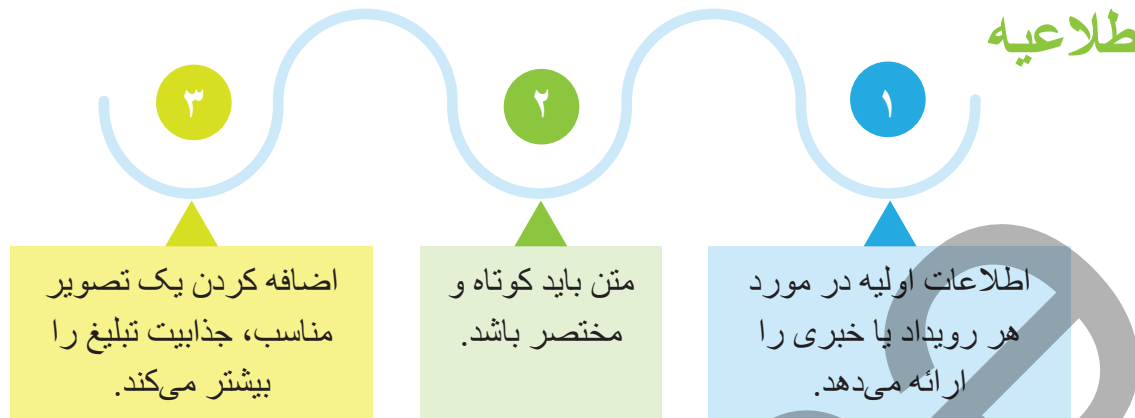 طلاعیه
۱
اطلاعات اولیه در مورد
هر رویداد یا خبری را
ارائه می‌دهد.
۲
متن باید کوتاه و
مختصر باشد.
۳
اضافه کردن یک تصویر
مناسب، جذابیت تبلیغ را
بیشتر می‌کند.